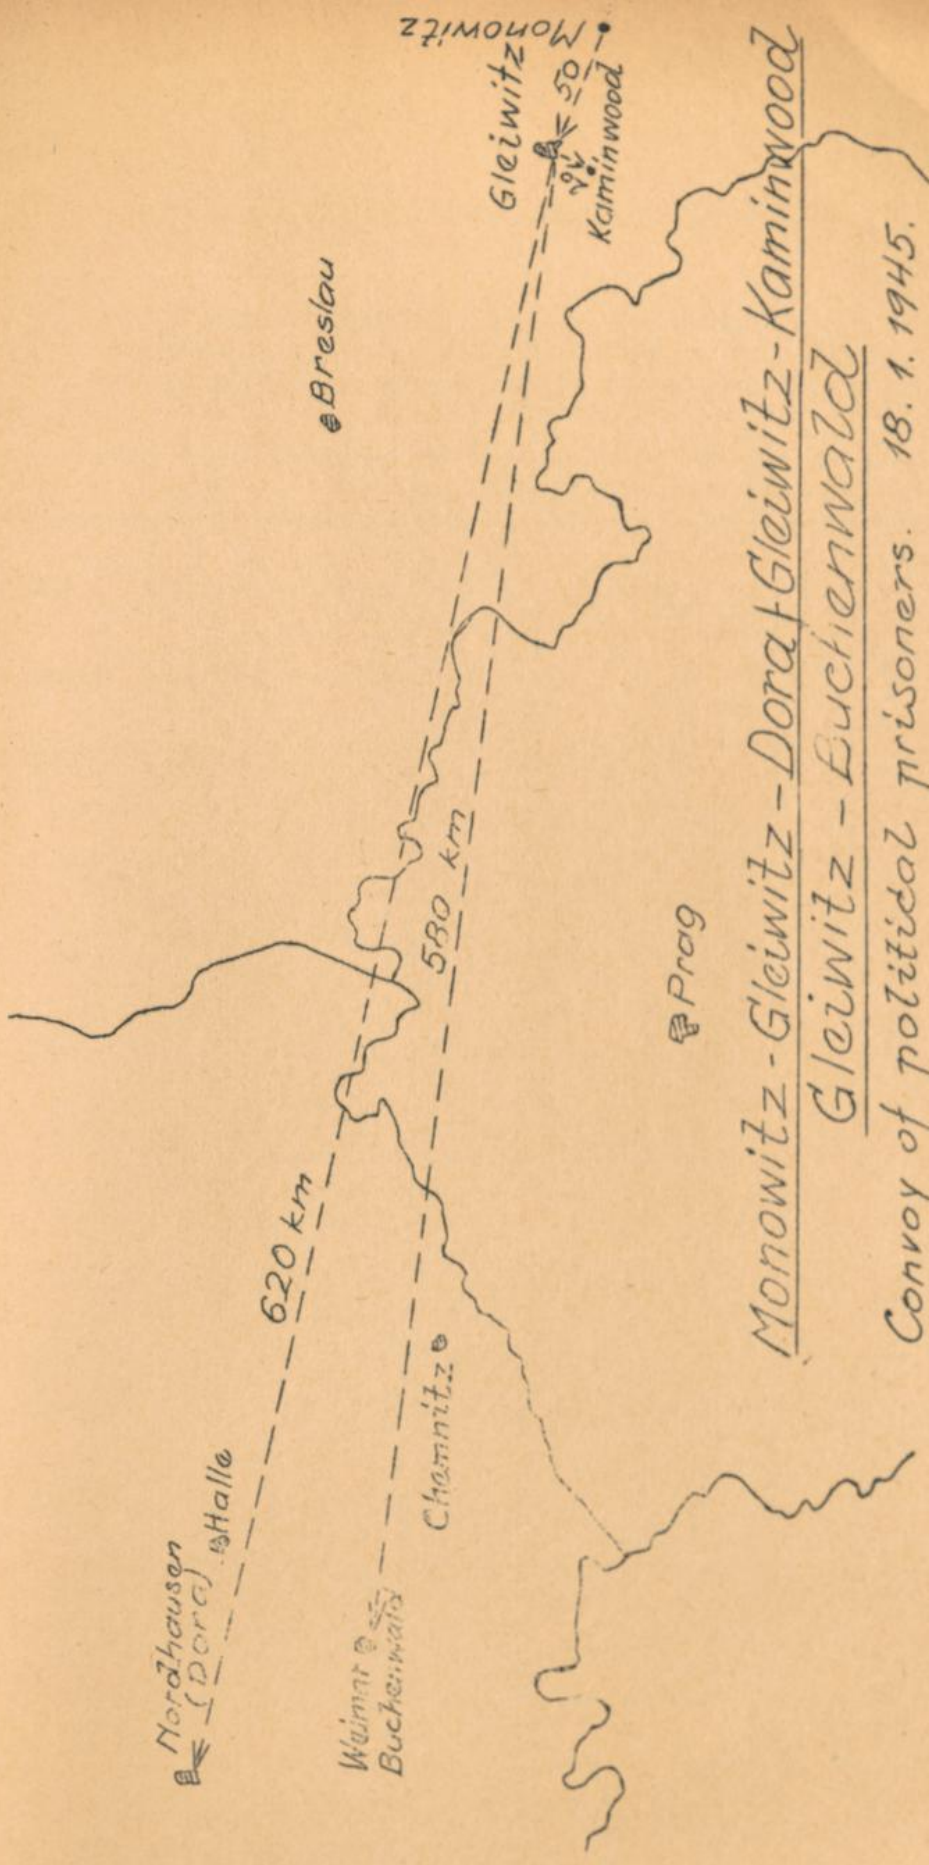 Monowitz
Gleiwitz
50
Kaminwood
Breslau
580 km
620 km
Prag
Chemnitz
Halle
Nordhausen
(Dora)
Weimar
Buchenwald
Monowitz - Gleiwitz - Dora + Gleiwitz - Kaminwood
Gleiwitz - Buchenwald
Convoy of political prisoners. 18. 1. 1945.